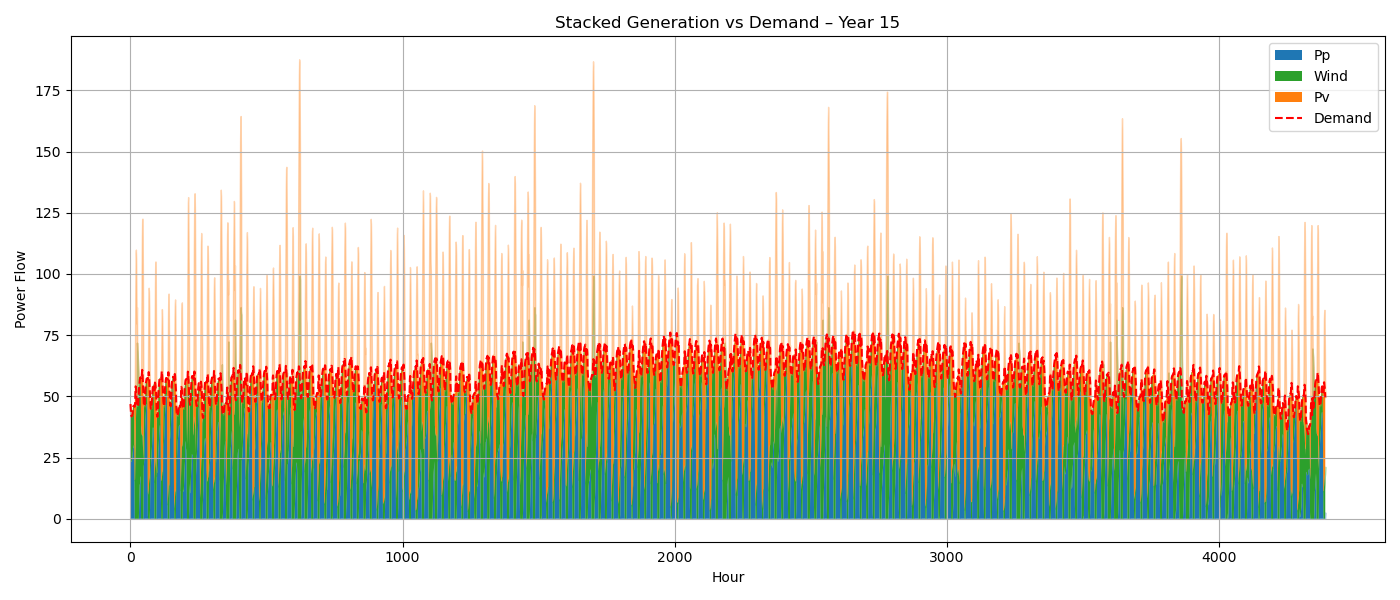 Stacked Generation vs Demand – Year 15
Power Flow
175
150
125
100
75
50
25
0
Pp
Wind
Pv
Demand
0 1000 2000 3000 4000
Hour